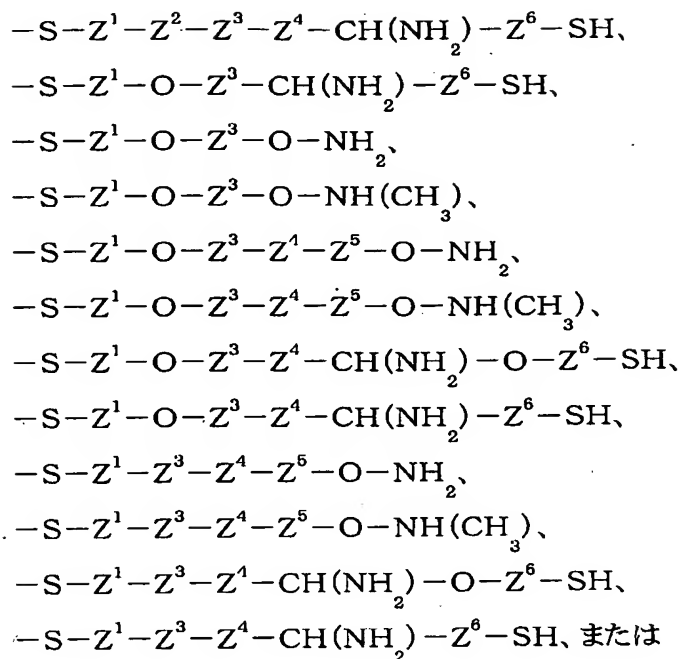 −S−Z¹−Z²−Z³−Z⁴−CH(NH₂)−Z⁶−SH、
−S−Z¹−O−Z³−CH(NH₂)−Z⁶−SH、
−S−Z¹−O−Z³−O−NH₂、
−S−Z¹−O−Z³−O−NH(CH₃)、
−S−Z¹−O−Z³−Z⁴−Z⁵−O−NH₂、
−S−Z¹−O−Z³−Z⁴−Z⁵−O−NH(CH₃)、
−S−Z¹−O−Z³−Z⁴−CH(NH₂)−O−Z⁶−SH、
−S−Z¹−O−Z³−Z⁴−CH(NH₂)−Z⁶−SH、
−S−Z¹−Z³−Z⁴−Z⁵−O−NH₂、
−S−Z¹−Z³−Z⁴−Z⁵−O−NH(CH₃)、
−S−Z¹−Z³−Z⁴−CH(NH₂)−O−Z⁶−SH、
−S−Z¹−Z³−Z⁴−CH(NH₂)−Z⁶−SH、または